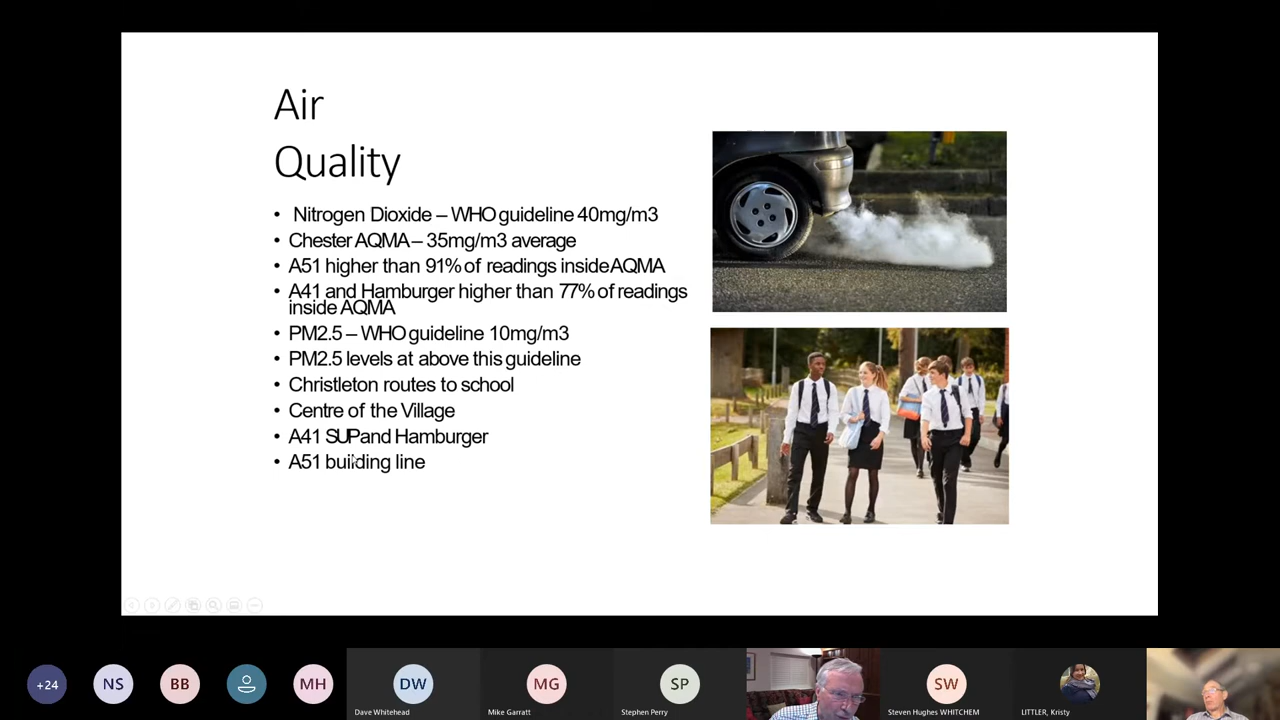 Air
Quality
• Nitrogen Dioxide – WHO guideline 40mg/m3
• Chester AQMA – 35mg/m3 average
• A51 higher than 91% of readings inside AQMA
• A41 and Hamburger higher than 77% of readings
inside AQMA
• PM2.5 – WHO guideline 10mg/m3
• PM2.5 levels at above this guideline
• Christleton routes to school
• Centre of the Village
• A41 SUP and Hamburger
• A51 building line
+24
NS
BB
MH
DW
MG
SP
SW
Dave Whitehead
Mike Garratt
Stephen Perry
Steven Hughes WHITCHEM
LITTLER, Kristy